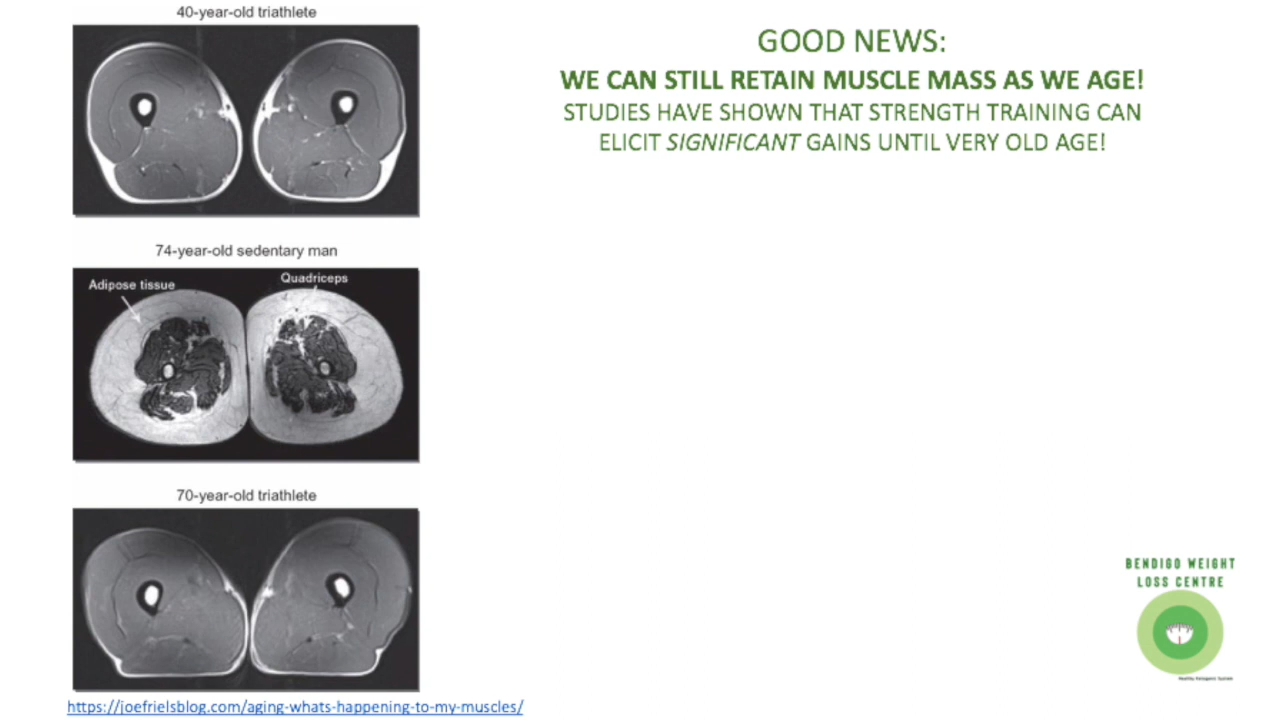 40-year-old triathlete
74-year-old sedentary man
Adipose tissue
Quadriceps
70-year-old triathlete
https://joefrielsblog.com/aging-whats-happening-to-my-muscles/
GOOD NEWS:
WE CAN STILL RETAIN MUSCLE MASS AS WE AGE!
STUDIES HAVE SHOWN THAT STRENGTH TRAINING CAN
ELICIT SIGNIFICANT GAINS UNTIL VERY OLD AGE!
BENDIGO WEIGHT
LOSS CENTRE